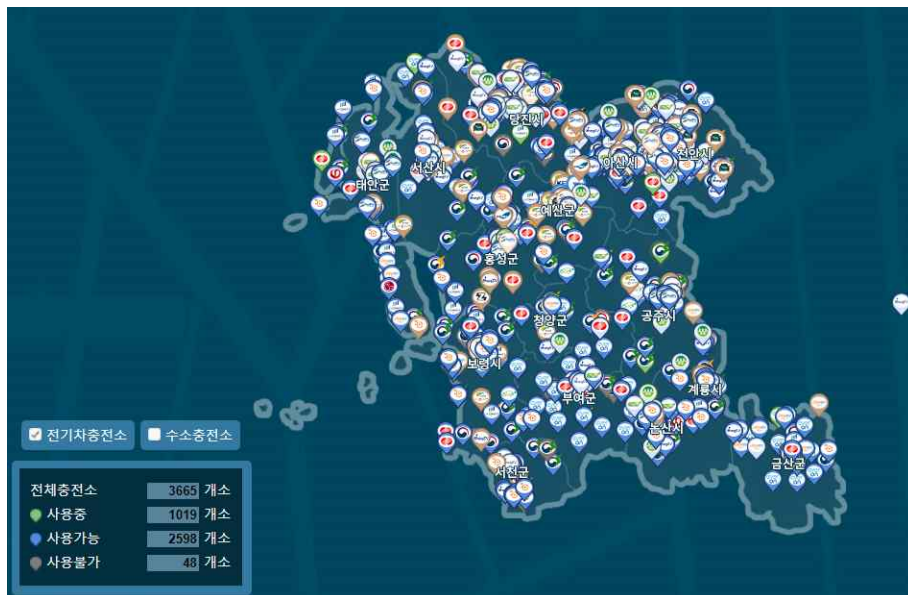 당진시
아산시
천안시
서산시
태안군
예산군
홍성군
공주시
청양군
보령시
계룡시
부여군
논산시
금산군
서천군
전기차충전소
수소충전소
전체충전소 3665 개소
사용중 1019 개소
사용가능 2598 개소
사용불가 48 개소